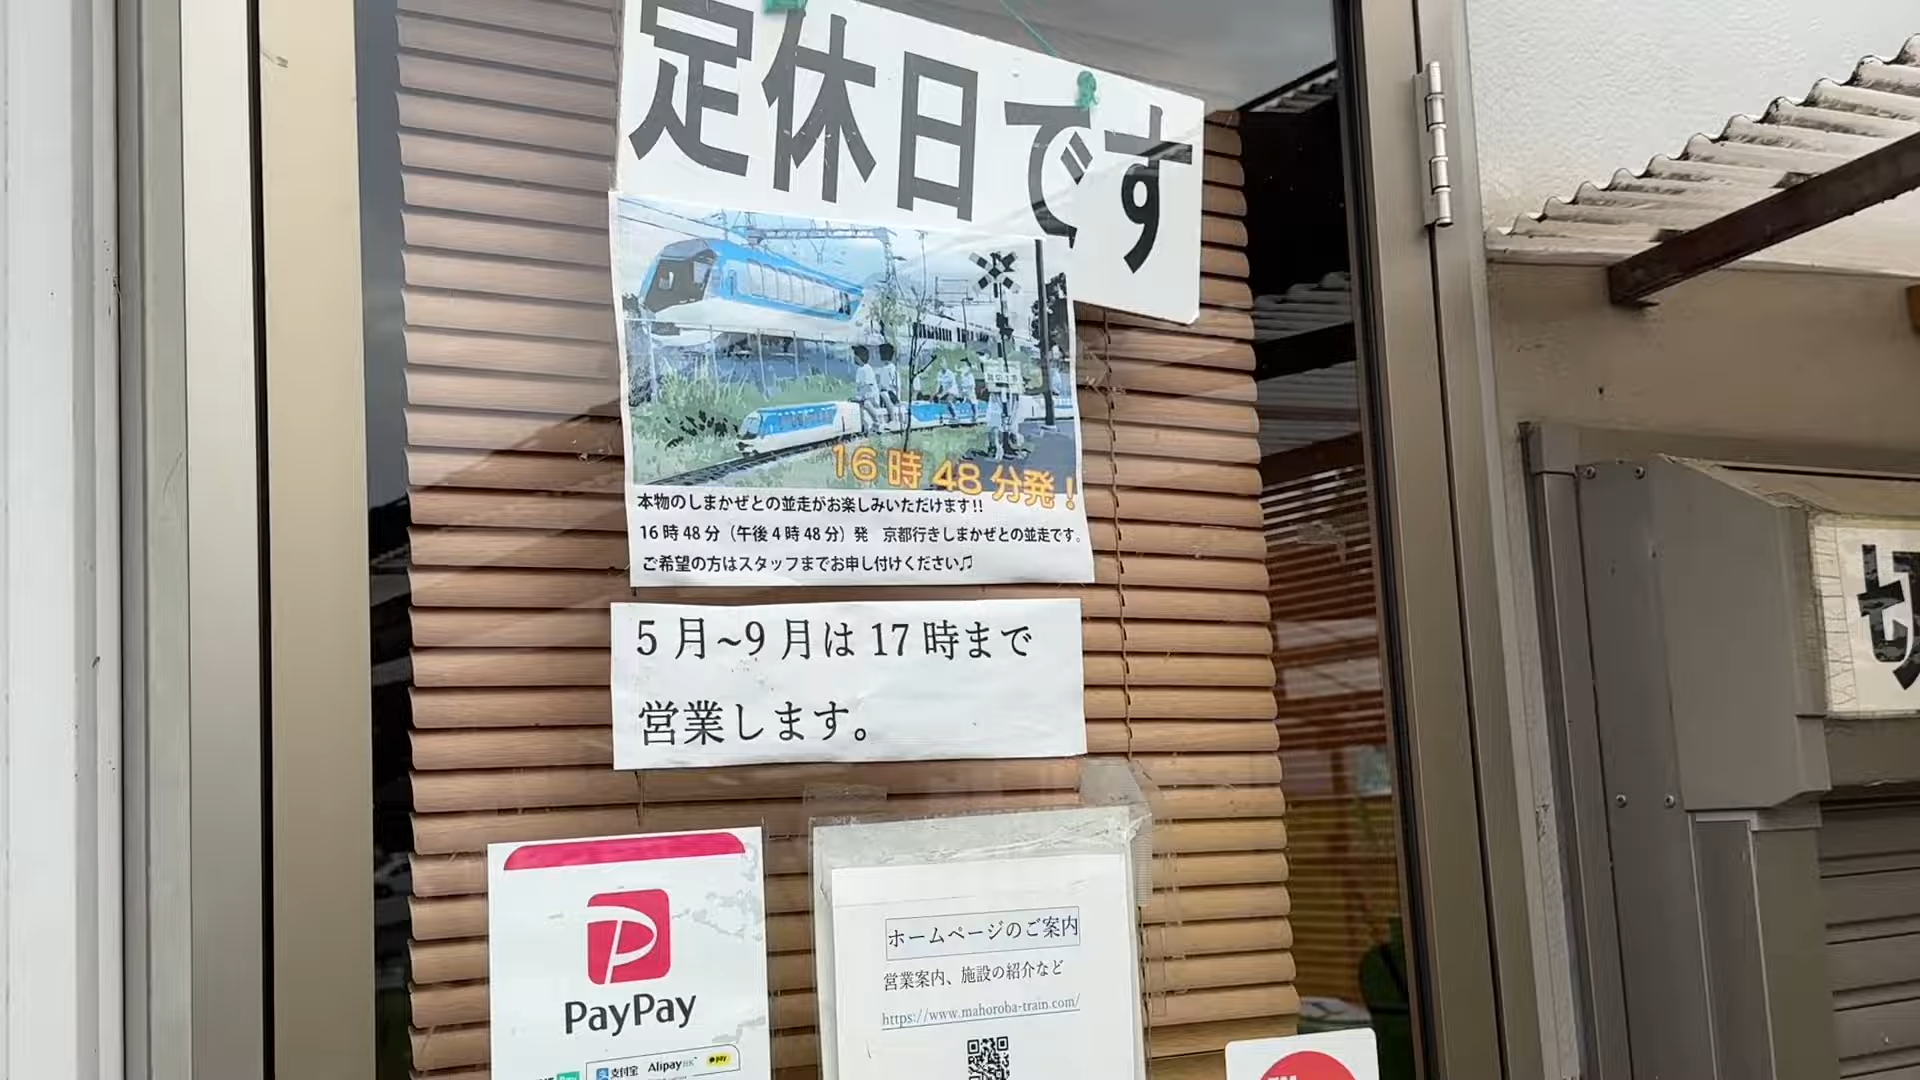 定休日です
16時48分発！
本物のしまかぜとの並走がお楽しみいただけます!!
16時48分（午後4時48分）発　京都行きしまかぜとの並走です。
ご希望の方はスタッフまでお申し付けください♫
5月~9月は17時まで
営業します。
PayPay
支付宝 AlipayHK pay
ホームページのご案内
営業案内、施設の紹介など
https://www.mahoroba-train.com/
切